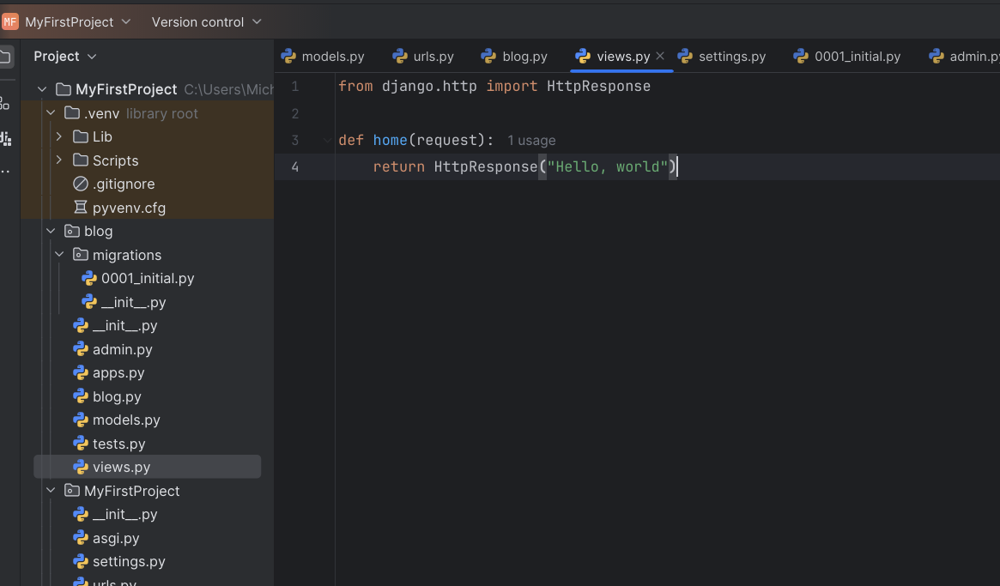 MF MyFirstProject Version control
Project
models.py urls.py blog.py views.py settings.py 0001_initial.py admin.py
MyFirstProject C:\Users\Mich
.venv library root
Lib
Scripts
.gitignore
pyvenv.cfg
blog
migrations
0001_initial.py
__init__.py
__init__.py
admin.py
apps.py
blog.py
models.py
tests.py
views.py
MyFirstProject
__init__.py
asgi.py
settings.py
urls.py
1 from django.http import HttpResponse
2
3 def home(request): 1 usage
4 return HttpResponse("Hello, world")